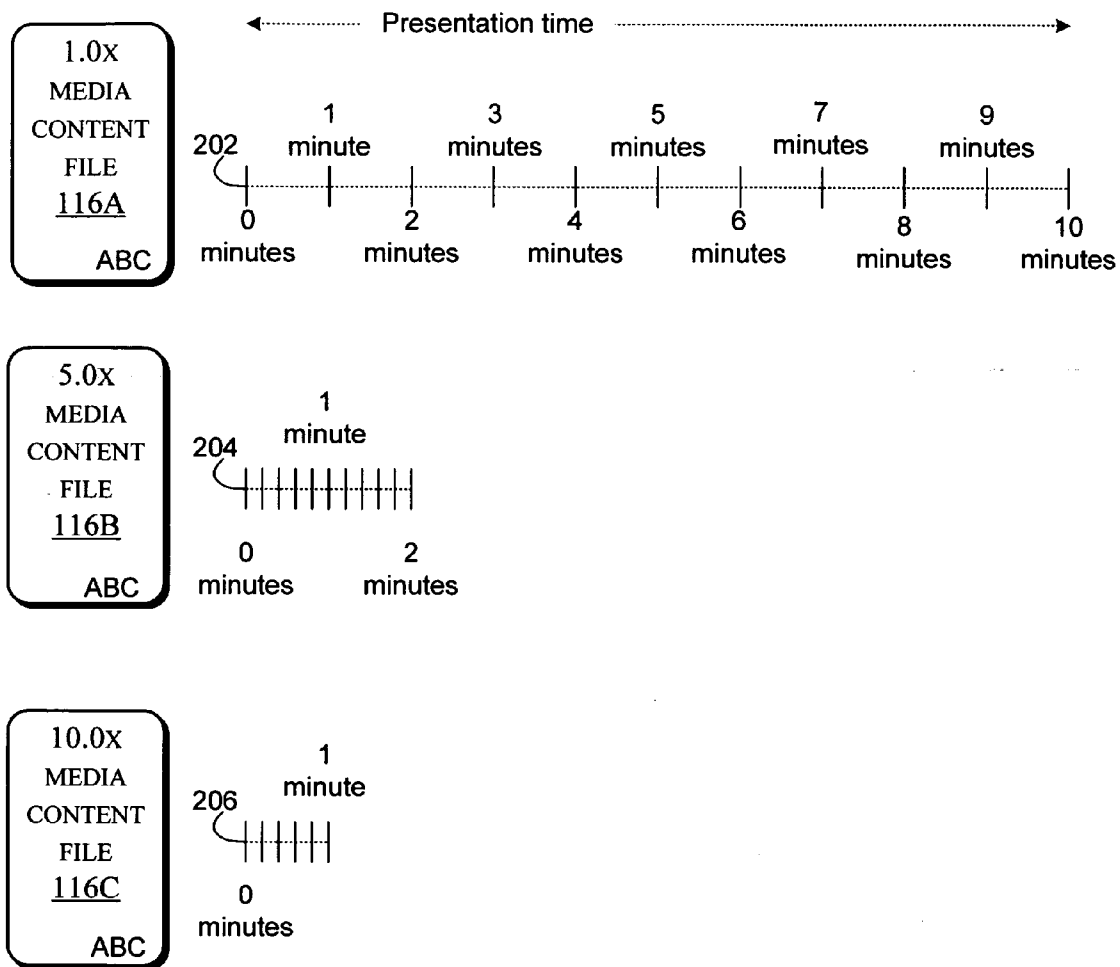 Presentation time
1.0X
MEDIA
CONTENT
FILE
116A
ABC
202
1
minute
3
minutes
5
minutes
7
minutes
9
minutes
0
minutes
2
minutes
4
minutes
6
minutes
8
minutes
10
minutes
5.0X
MEDIA
CONTENT
FILE
116B
ABC
204
1
minute
0
minutes
2
minutes
10.0X
MEDIA
CONTENT
FILE
116C
ABC
206
1
minute
0
minutes